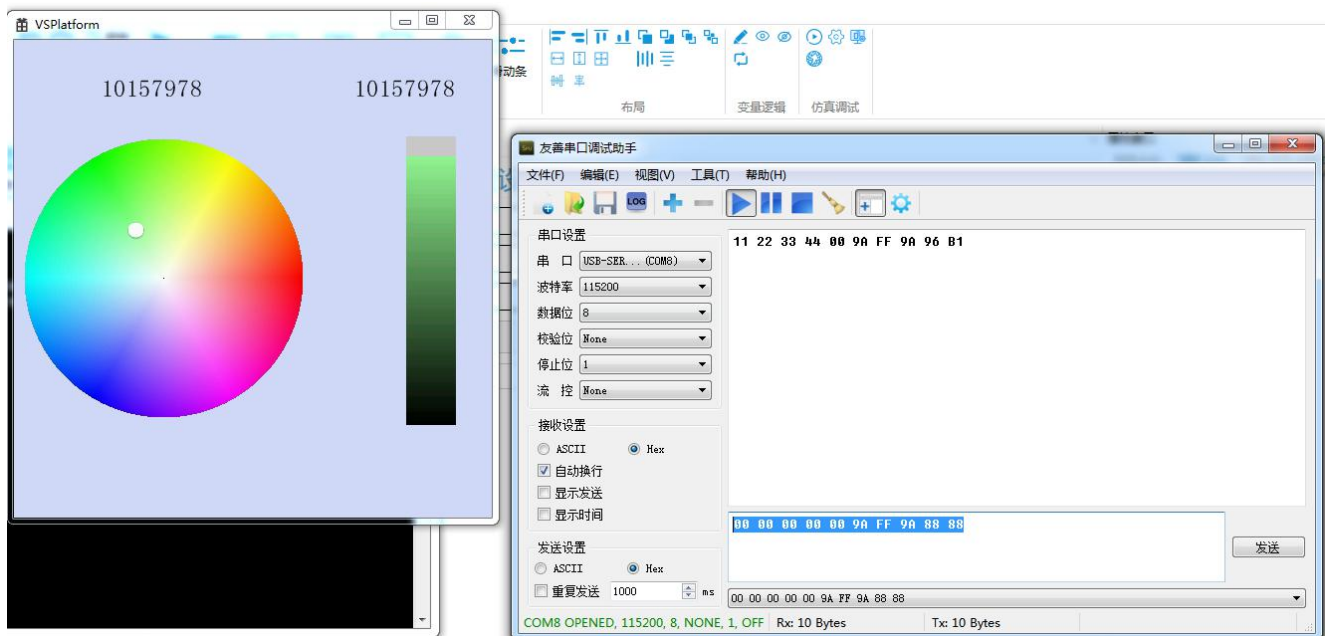 VSPlatform
10157978
10157978
动条
布局
变量逻辑
仿真调试
友善串口调试助手
文件(F) 编辑(E) 视图(V) 工具(T) 帮助(H)
LOG
串口设置
串 口 USB-SER...(COM8)
波特率 115200
数据位 8
校验位 None
停止位 1
流 控 None
接收设置
ASCII Hex
自动换行
显示发送
显示时间
发送设置
ASCII Hex
重复发送 1000 ms
11 22 33 44 00 9A FF 9A 96 B1
00 00 00 00 00 9A FF 9A 88 88
发送
00 00 00 00 00 9A FF 9A 88 88
COM8 OPENED, 115200, 8, NONE, 1, OFF Rx: 10 Bytes Tx: 10 Bytes